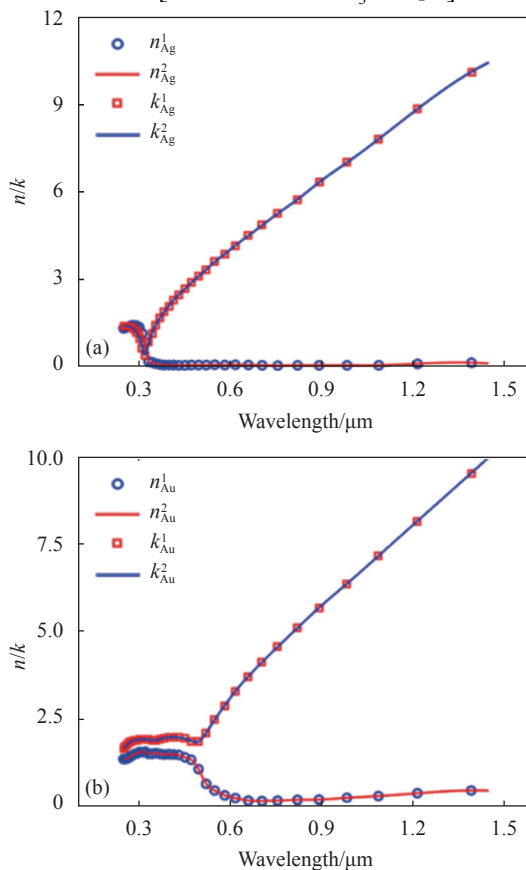 12
n¹Ag
n²Ag
k¹Ag
k²Ag
9
6
3
0
n/k
(a)
0.3 0.6 0.9 1.2 1.5
Wavelength/μm
10.0
n¹Au
n²Au
k¹Au
k²Au
7.5
5.0
2.5
0
n/k
(b)
0.3 0.6 0.9 1.2 1.5
Wavelength/μm